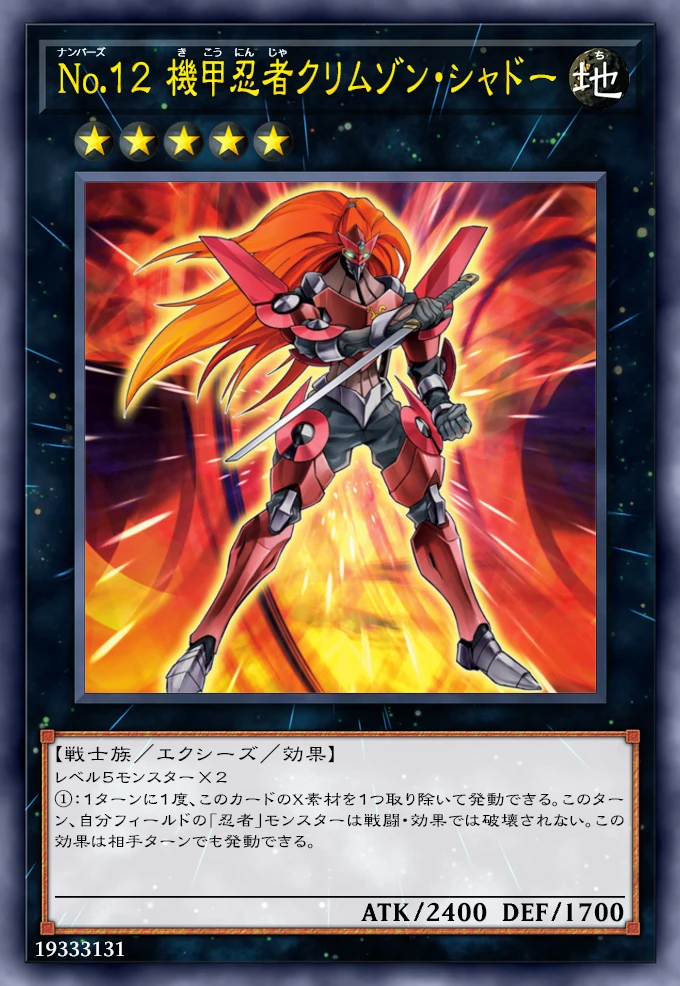 ナンバーズ き こう にん じゃ
No.12 機甲忍者クリムゾン・シャドー
ち
地
【戦士族／エクシーズ／効果】
レベル５モンスター×２
①：１ターンに１度、このカードのX素材を１つ取り除いて発動できる。このター
ン、自分フィールドの「忍者」モンスターは戦闘・効果では破壊されない。この
効果は相手ターンでも発動できる。
ATK/2400 DEF/1700
19333131